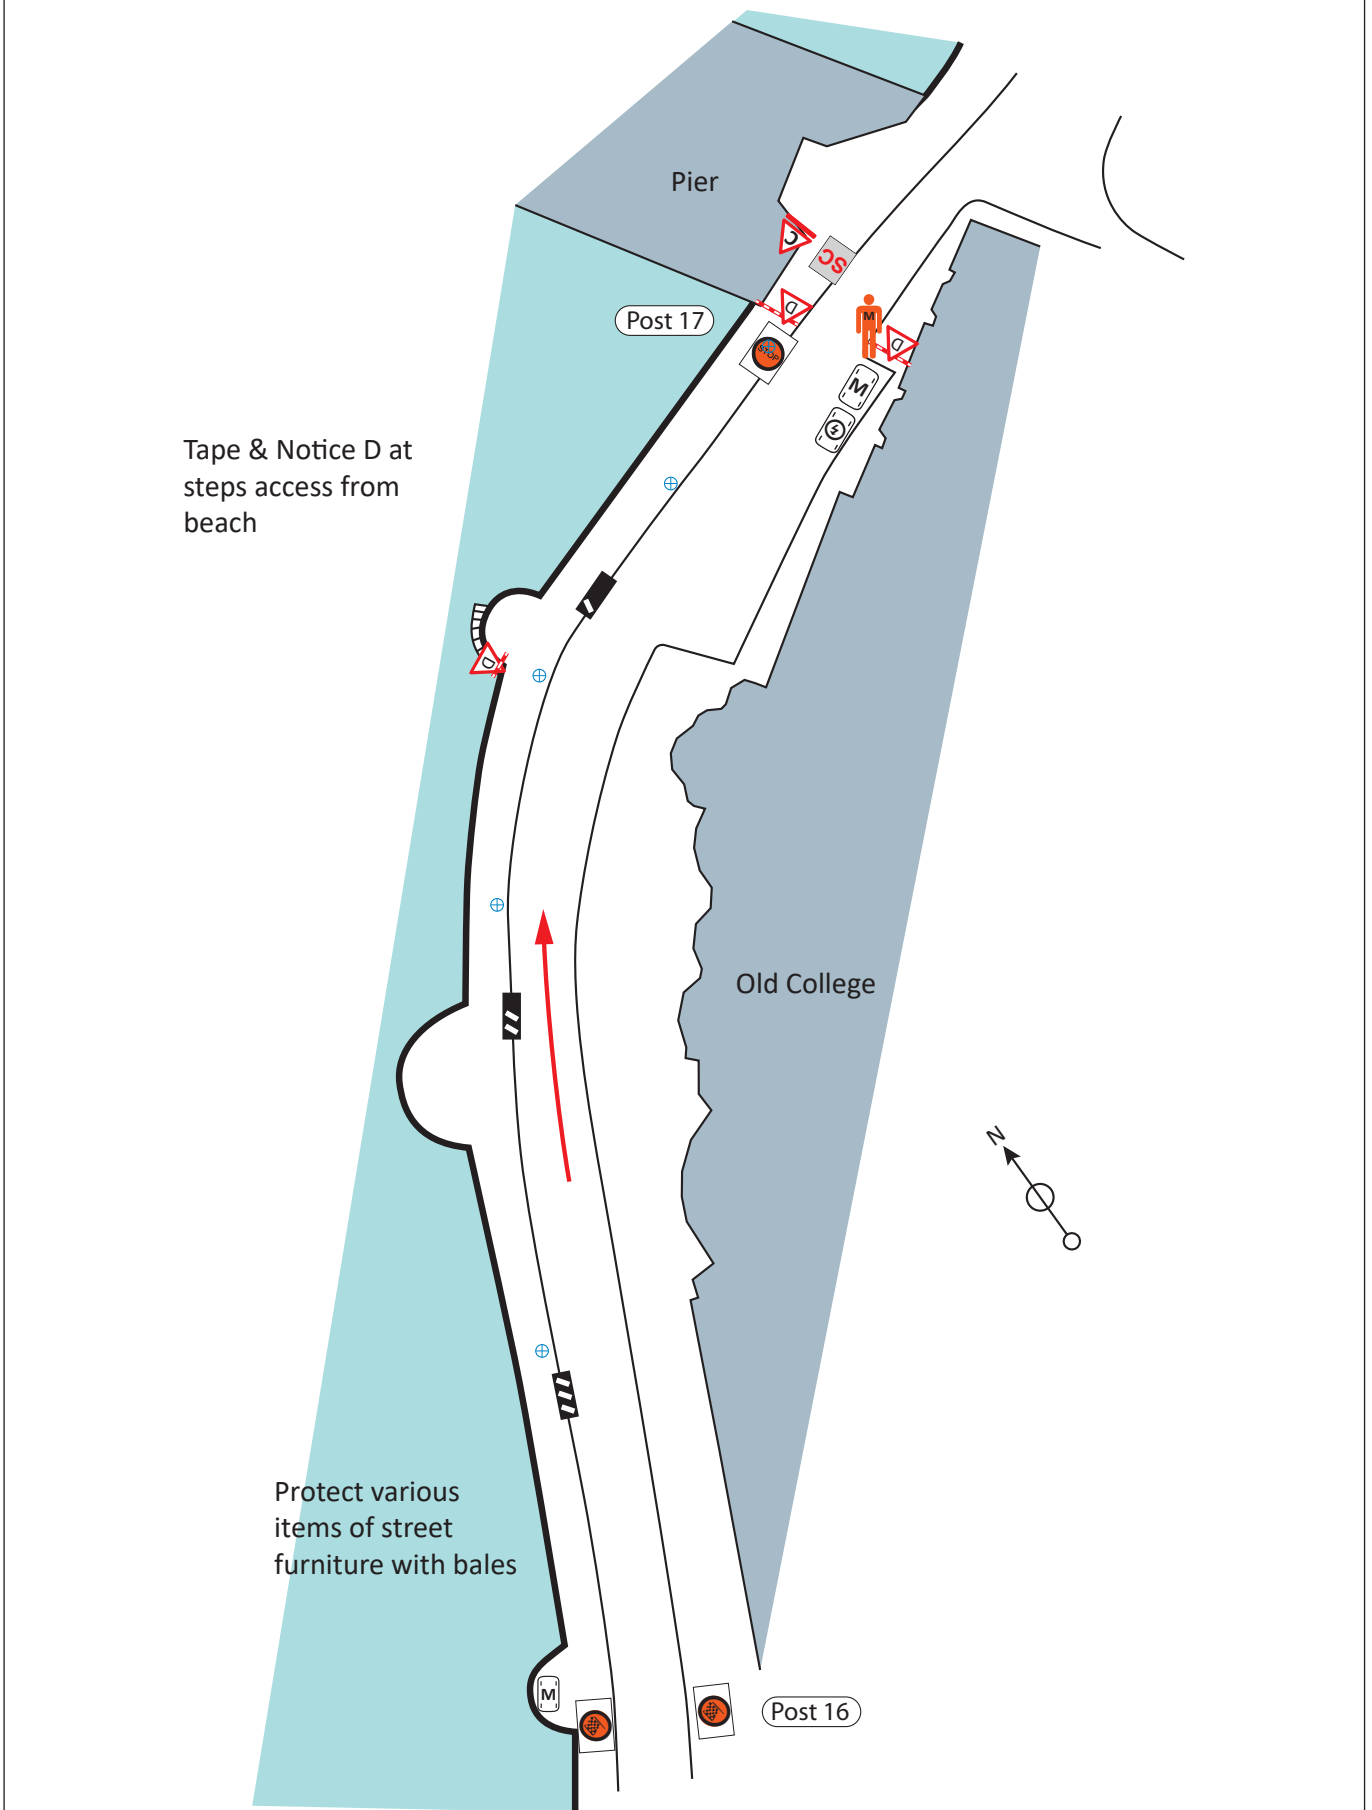 Pier
C
SC
D
Post 17
STOP
M
D
M
Tape & Notice D at
steps access from
beach
D
Old College
N
Protect various
items of street
furniture with bales
M
Post 16